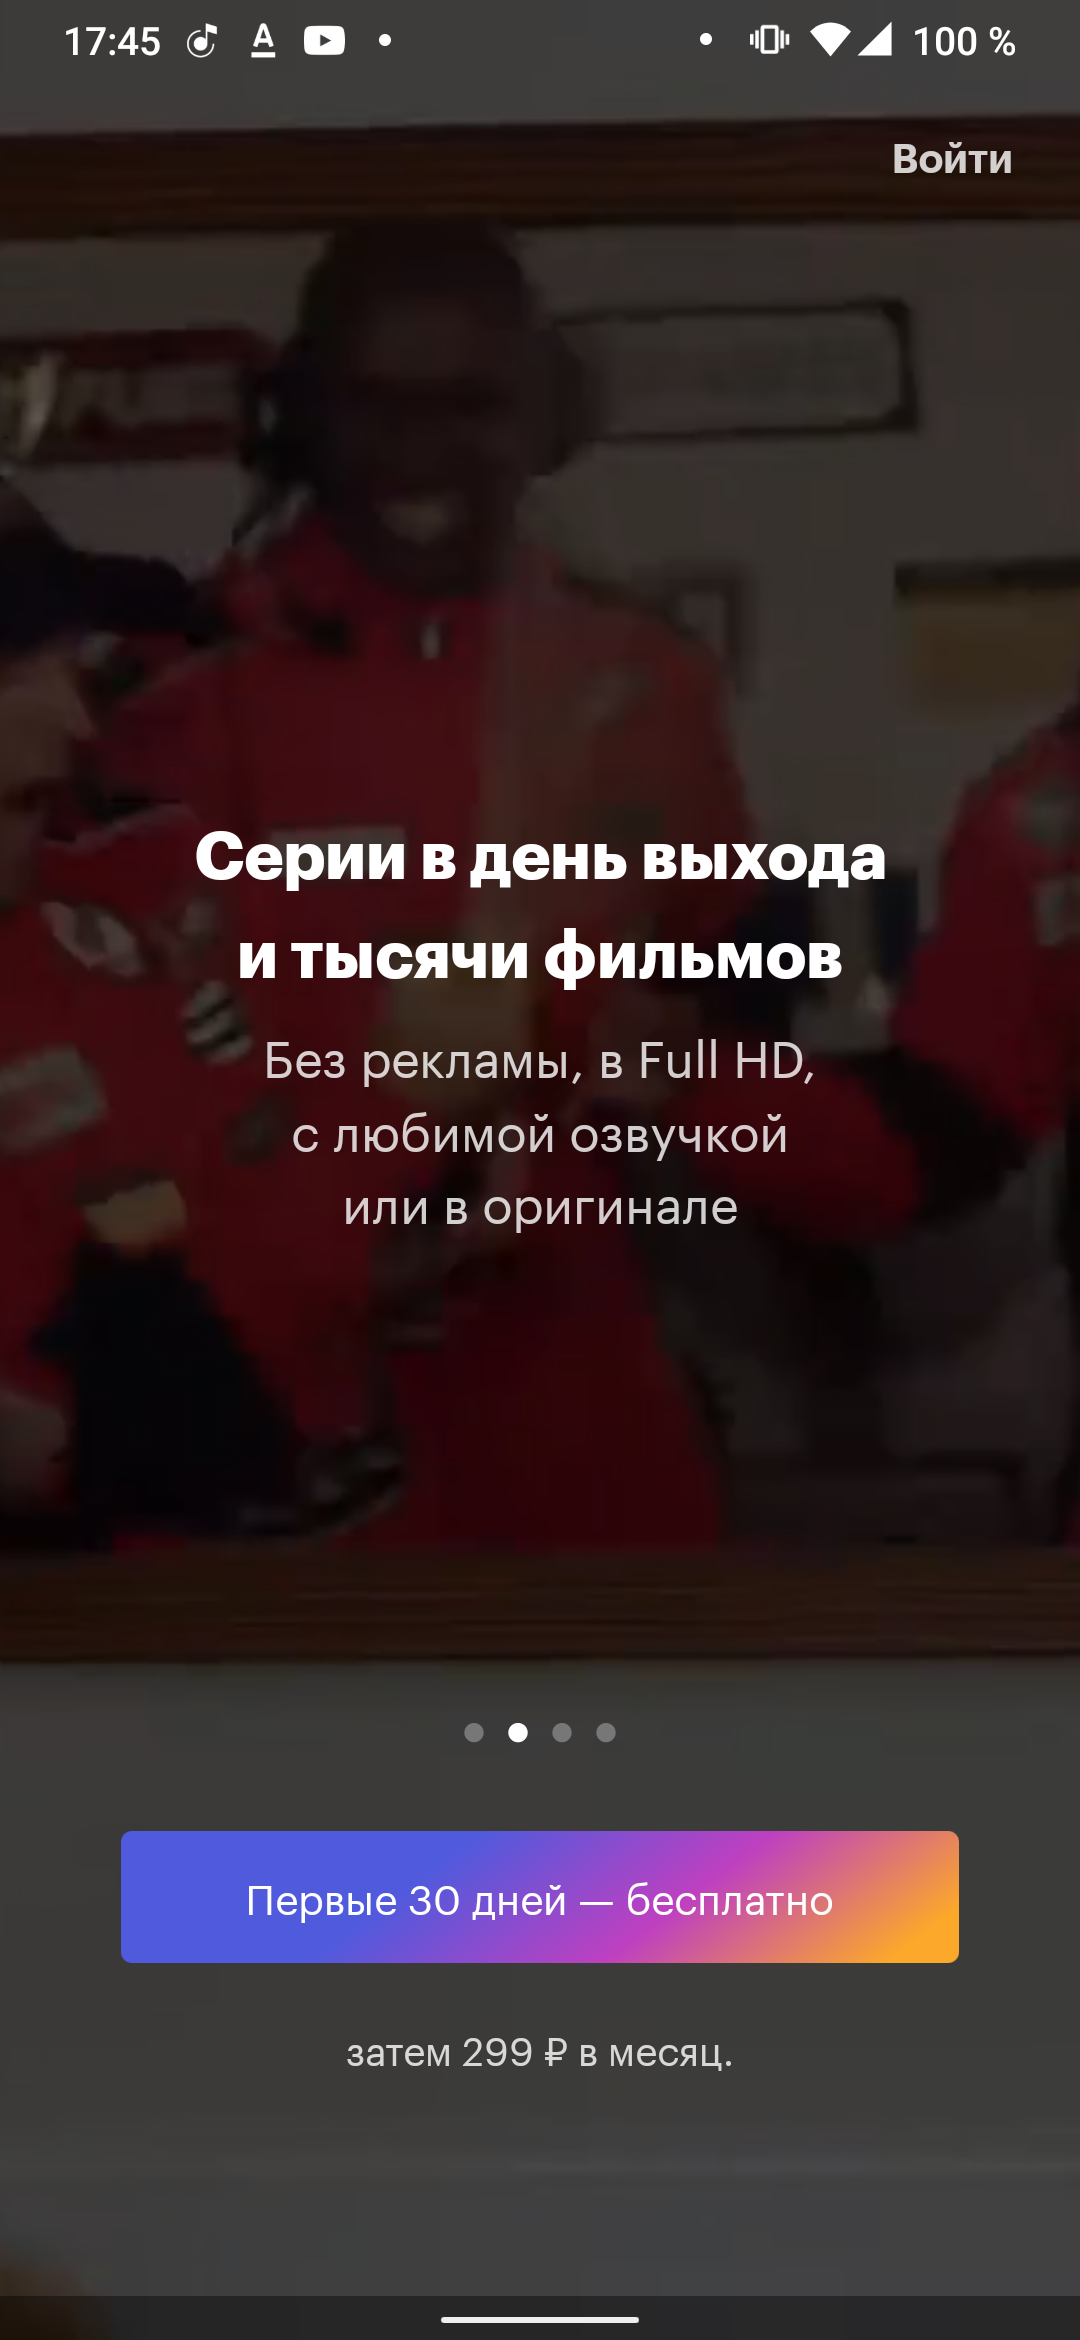 17:45
100 %
Войти
Серии в день выхода
и тысячи фильмов
Без рекламы, в Full HD,
с любимой озвучкой
или в оригинале
Первые 30 дней — бесплатно
затем 299 ₽ в месяц.